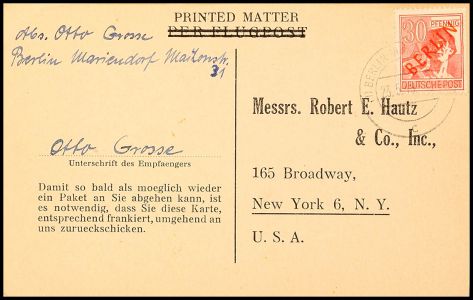 PRINTED MATTER
PER FLUGPOST
Abs. Otto Grosse
Berlin Mariendorf
31
30 PFENNIG
BERLIN
DEUTSCHE POST
BERLIN
Messrs. Robert E. Hautz
& Co., Inc.,
165 Broadway,
New York 6, N. Y.
U. S. A.
Otto Grosse
Unterschrift des Empfaengers
Damit so bald als moeglich wieder
ein Paket an Sie abgehen kann, ist
es notwendig, dass Sie diese Karte,
entsprechend frankiert, umgehend an
uns zurueckschicken.